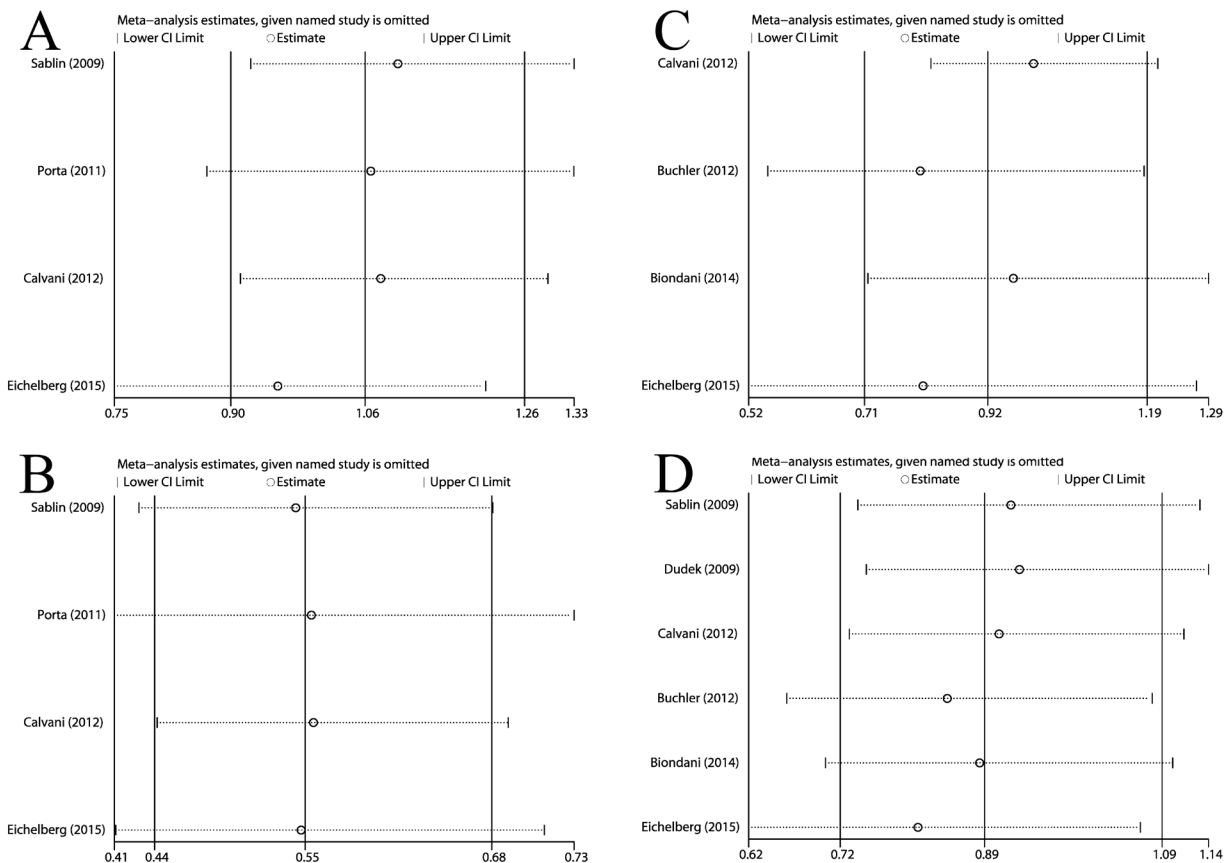 A
Meta−analysis estimates, given named study is omitted
| Lower CI Limit ○ Estimate | Upper CI Limit
Sablin (2009)
Porta (2011)
Calvani (2012)
Eichelberg (2015)
0.75 0.90 1.06 1.26 1.33
C
Meta−analysis estimates, given named study is omitted
| Lower CI Limit ○ Estimate | Upper CI Limit
Calvani (2012)
Buchler (2012)
Biondani (2014)
Eichelberg (2015)
0.52 0.71 0.92 1.19 1.29
B
Meta−analysis estimates, given named study is omitted
| Lower CI Limit ○ Estimate | Upper CI Limit
Sablin (2009)
Porta (2011)
Calvani (2012)
Eichelberg (2015)
0.41 0.44 0.55 0.68 0.73
D
Meta−analysis estimates, given named study is omitted
| Lower CI Limit ○ Estimate | Upper CI Limit
Sablin (2009)
Dudek (2009)
Calvani (2012)
Buchler (2012)
Biondani (2014)
Eichelberg (2015)
0.62 0.72 0.89 1.09 1.14